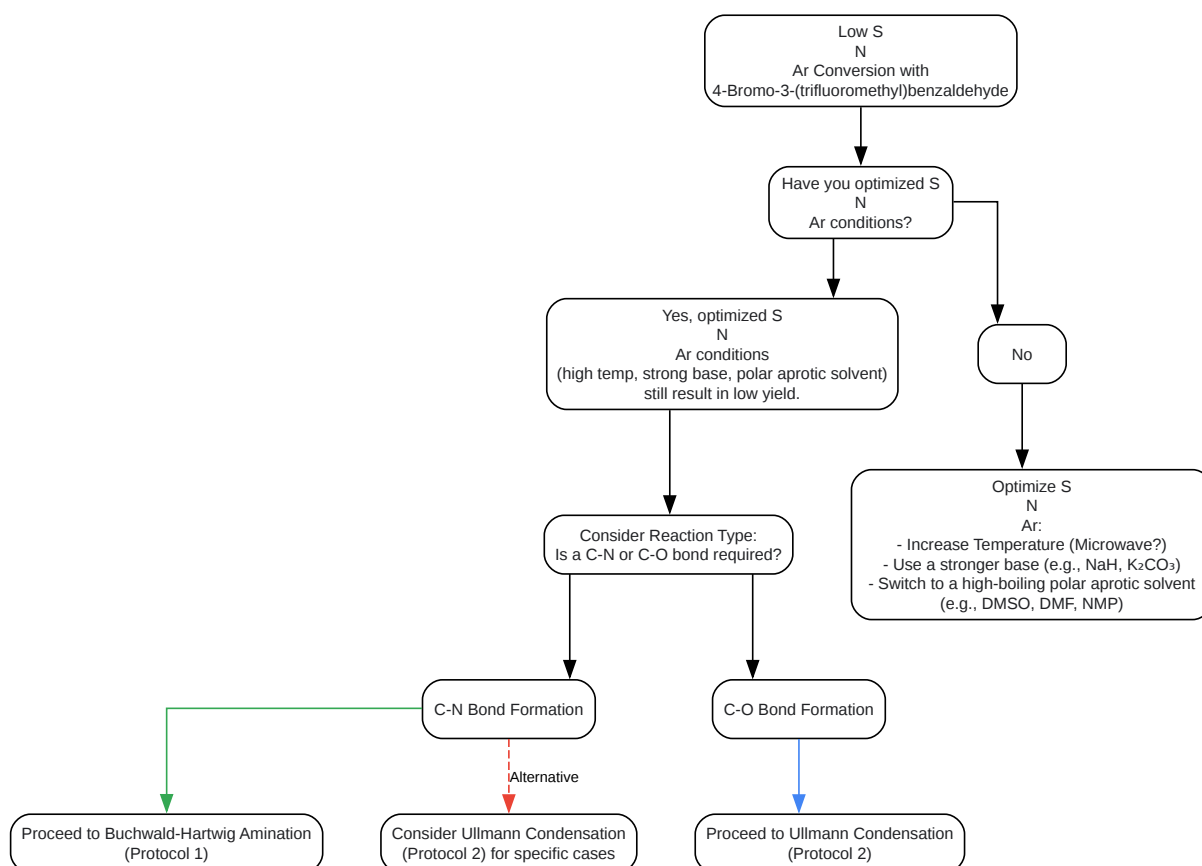 Low S
N
Ar Conversion with
4-Bromo-3-(trifluoromethyl)benzaldehyde
Have you optimized S
N
Ar conditions?
Yes, optimized S
N
Ar conditions
(high temp, strong base, polar aprotic solvent)
still result in low yield.
No
Optimize S
N
Ar:
- Increase Temperature (Microwave?)
- Use a stronger base (e.g., NaH, K₂CO₃)
- Switch to a high-boiling polar aprotic solvent
(e.g., DMSO, DMF, NMP)
Consider Reaction Type:
Is a C-N or C-O bond required?
C-N Bond Formation
C-O Bond Formation
Alternative
Proceed to Buchwald-Hartwig Amination
(Protocol 1)
Consider Ullmann Condensation
(Protocol 2) for specific cases
Proceed to Ullmann Condensation
(Protocol 2)